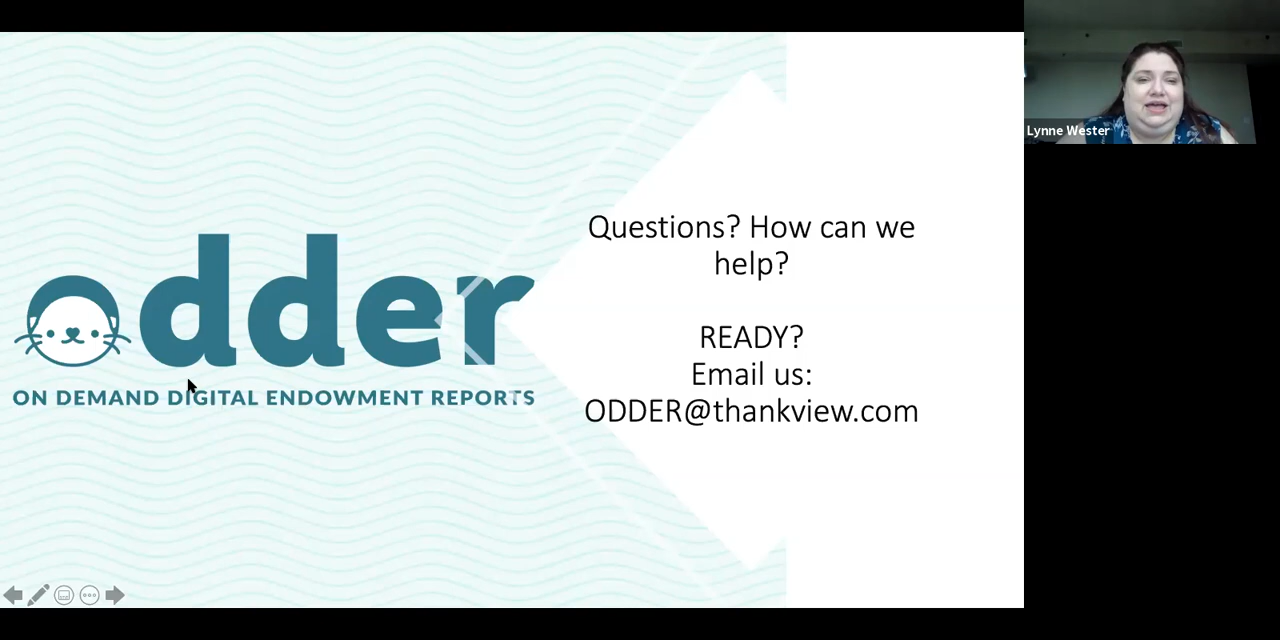 odder
ON DEMAND DIGITAL ENDOWMENT REPORTS
Questions? How can we
help?
READY?
Email us:
ODDER@thankview.com
Lynne Wester